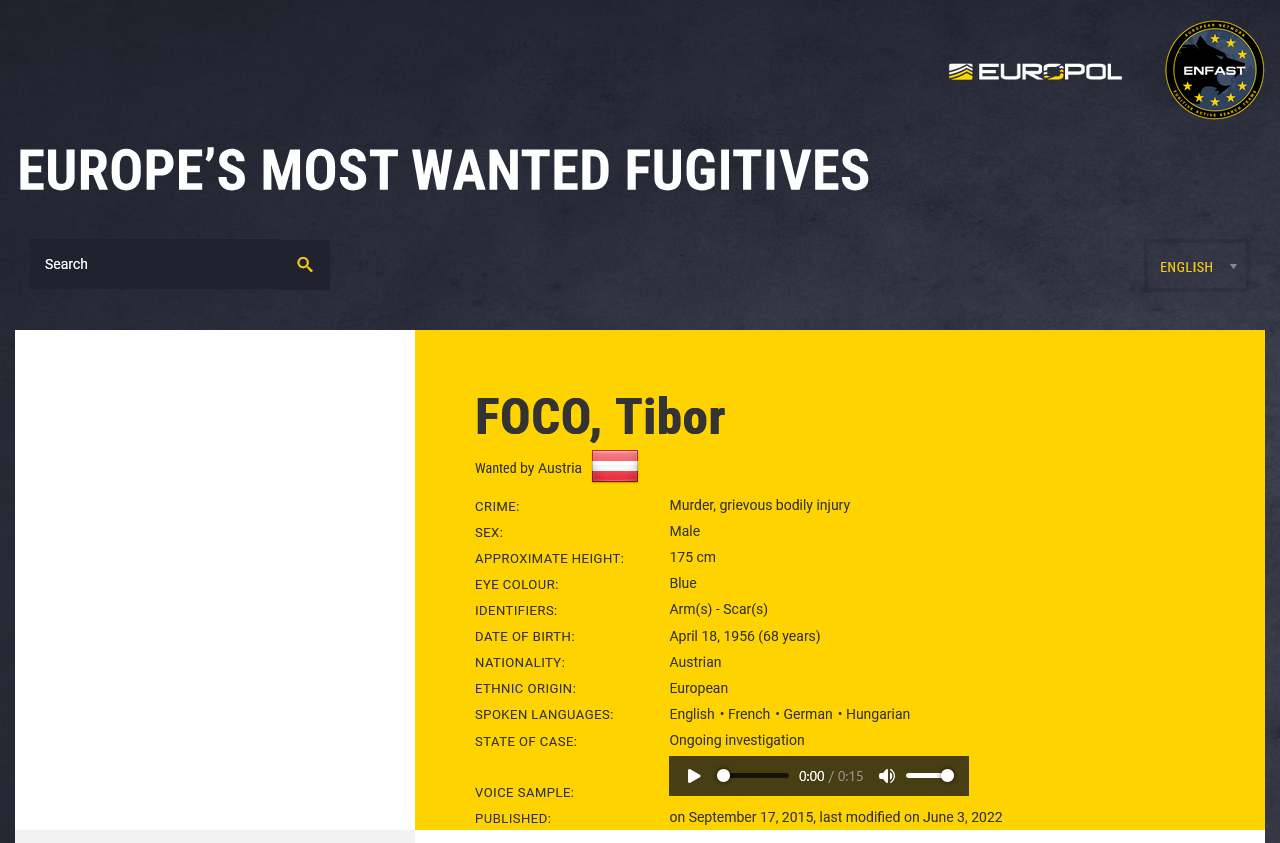 EUROPOL
ENFAST
EUROPE’S MOST WANTED FUGITIVES
Search
ENGLISH
FOCO, Tibor
Wanted by Austria
CRIME: Murder, grievous bodily injury
SEX: Male
APPROXIMATE HEIGHT: 175 cm
EYE COLOUR: Blue
IDENTIFIERS: Arm(s) - Scar(s)
DATE OF BIRTH: April 18, 1956 (68 years)
NATIONALITY: Austrian
ETHNIC ORIGIN: European
SPOKEN LANGUAGES: English • French • German • Hungarian
STATE OF CASE: Ongoing investigation
0:00 / 0:15
VOICE SAMPLE:
PUBLISHED: on September 17, 2015, last modified on June 3, 2022